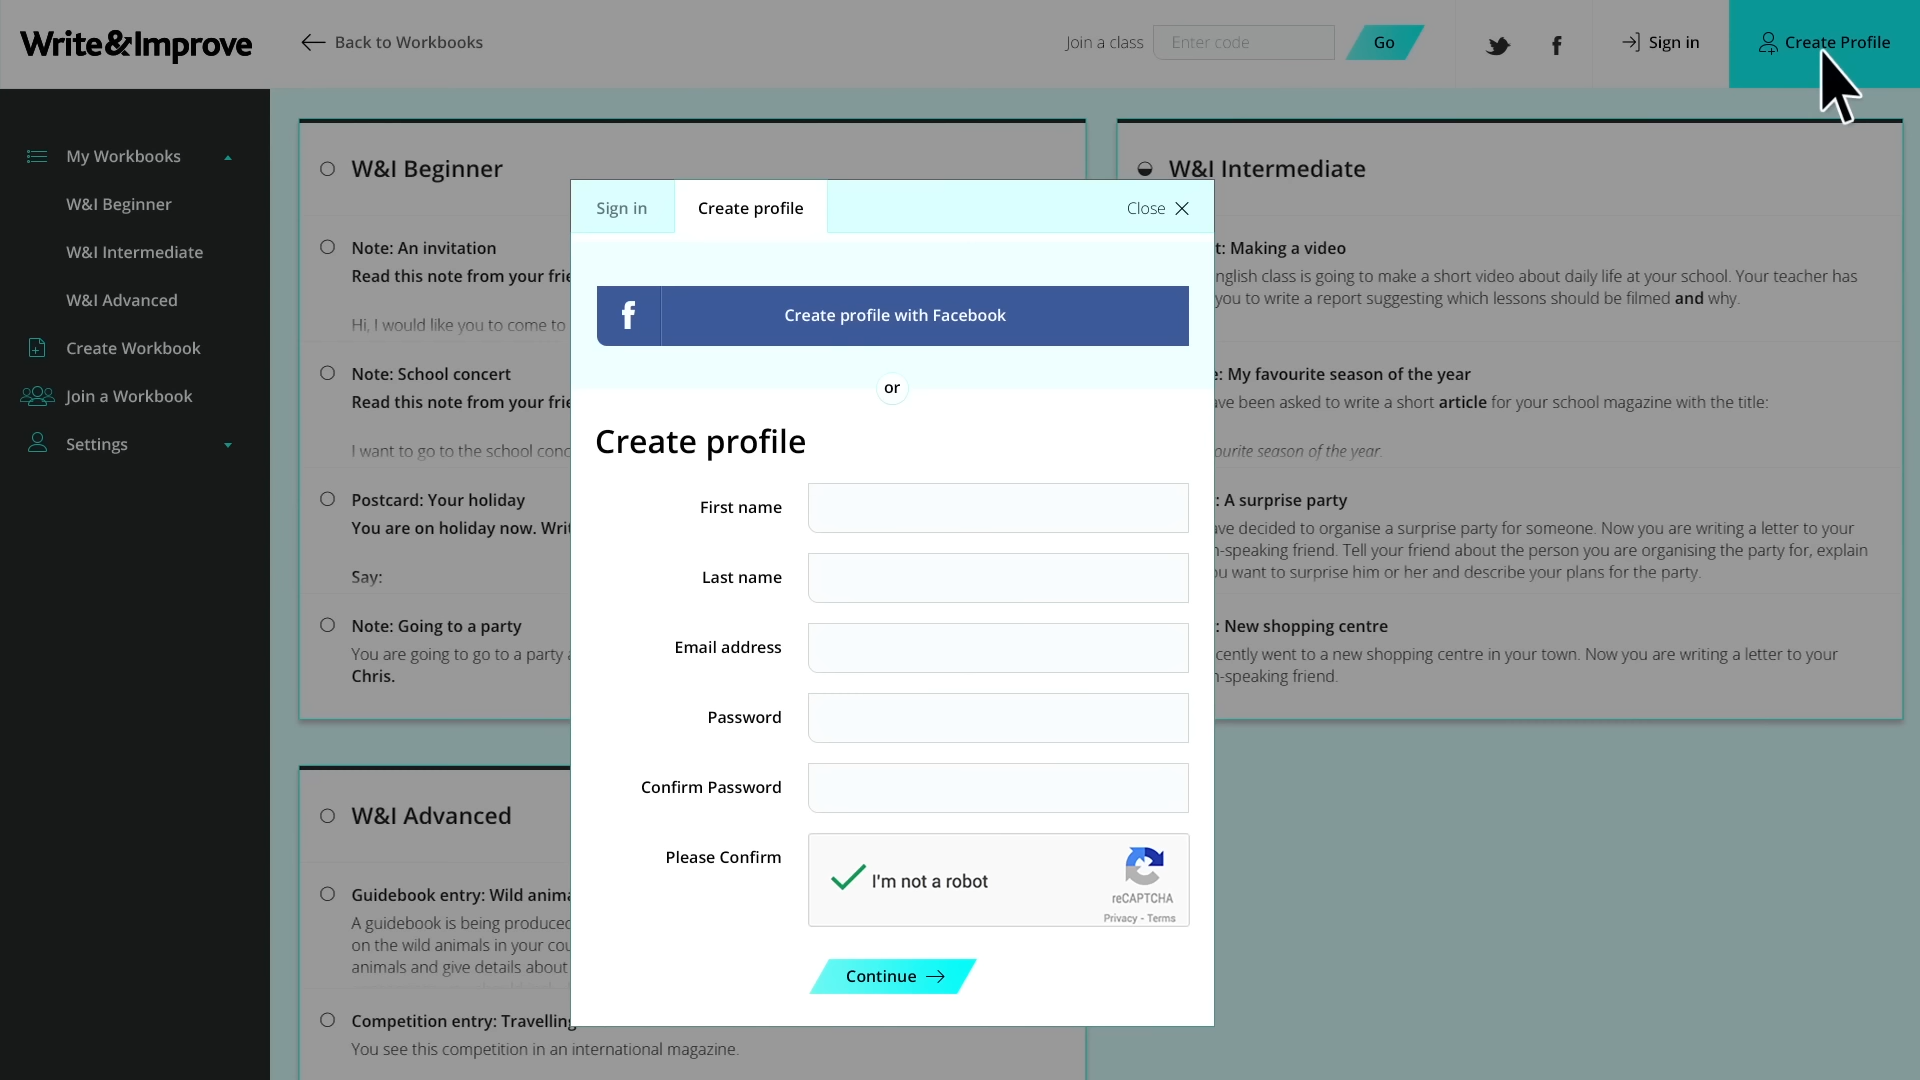 Write&Improve
Back to Workbooks
Join a class
Enter code
Go
Sign in
Create Profile
My Workbooks
W&I Beginner
W&I Intermediate
W&I Advanced
Create Workbook
Join a Workbook
Settings
W&I Beginner
Note: An invitation
Read this note from your
Hi, I would like you to come to
Note: School concert
Read this note from your
I want to go to the school
Postcard: Your holiday
You are on holiday now.
Say:
Note: Going to a party
You are going to go to a party
Chris.
W&I Intermediate
Making a video
class is going to make a short video about daily life at your school. Your teacher has
you to write a report suggesting which lessons should be filmed and why.
My favourite season of the year
been asked to write a short article for your school magazine with the title:
season of the year.
A surprise party
decided to organise a surprise party for someone. Now you are writing a letter to your
-speaking friend. Tell your friend about the person you are organising the party for, explain
want to surprise him or her and describe your plans for the party.
New shopping centre
went to a new shopping centre in your town. Now you are writing a letter to your
-speaking friend.
W&I Advanced
Guidebook entry: Wild
A guidebook is being produced
on the wild animals in your
animals and give details about
Competition entry: Travelling
You see this competition in an international magazine.
Sign in
Create profile
Close
Create profile with Facebook
or
Create profile
First name
Last name
Email address
Password
Confirm Password
Please Confirm
I'm not a robot
reCAPTCHA
Privacy - Terms
Continue